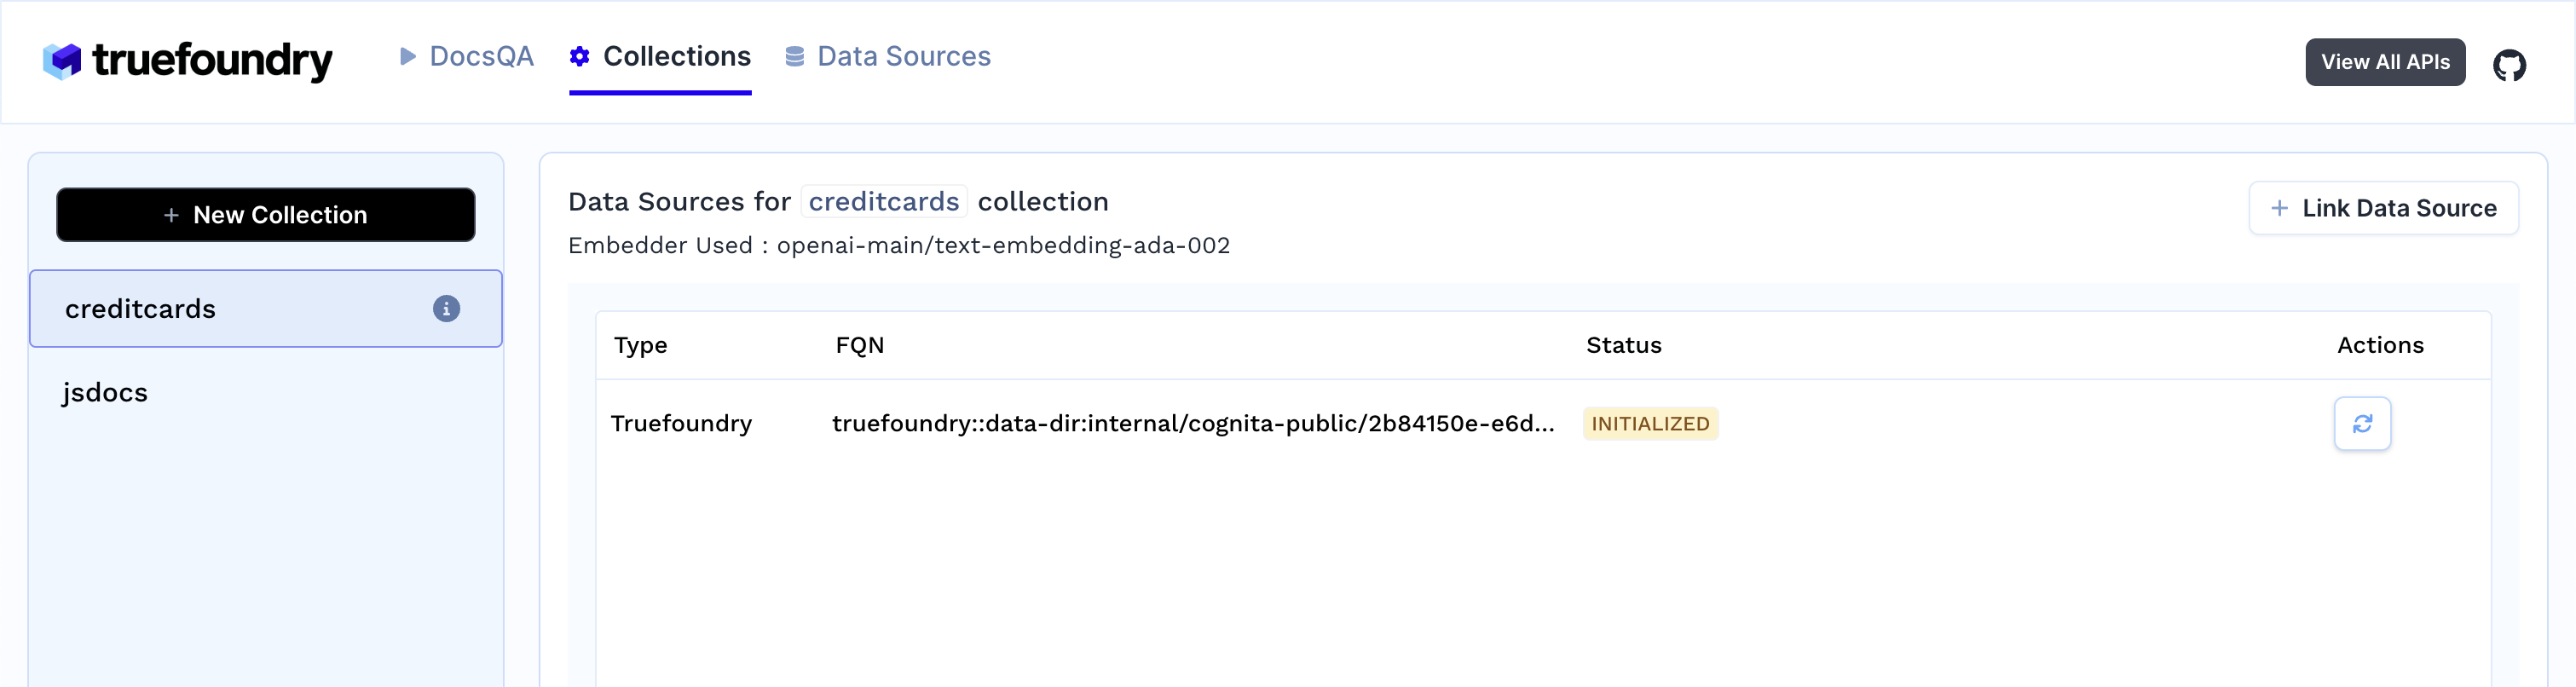 truefoundry DocsQA Collections Data Sources View All APIs
+ New Collection
creditcards
jsdocs
Data Sources for creditcards collection
+ Link Data Source
Embedder Used : openai-main/text-embedding-ada-002
Type FQN Status Actions
Truefoundry truefoundry::data-dir:internal/cognita-public/2b84150e-e6d... INITIALIZED